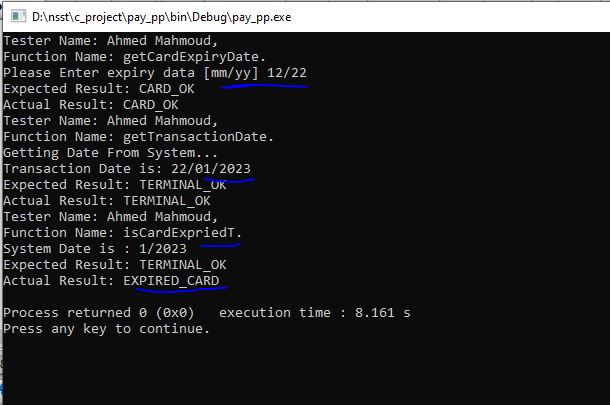 D:\nsst\c_project\pay_pp\bin\Debug\pay_pp.exe
Tester Name: Ahmed Mahmoud,
Function Name: getCardExpiryDate.
Please Enter expiry data [mm/yy] 12/22
Expected Result: CARD_OK
Actual Result: CARD_OK
Tester Name: Ahmed Mahmoud,
Function Name: getTransactionDate.
Getting Date From System...
Transaction Date is: 22/01/2023
Expected Result: TERMINAL_OK
Actual Result: TERMINAL_OK
Tester Name: Ahmed Mahmoud,
Function Name: isCardExpriedT.
System Date is : 1/2023
Expected Result: TERMINAL_OK
Actual Result: EXPIRED_CARD
Process returned 0 (0x0)   execution time : 8.161 s
Press any key to continue.